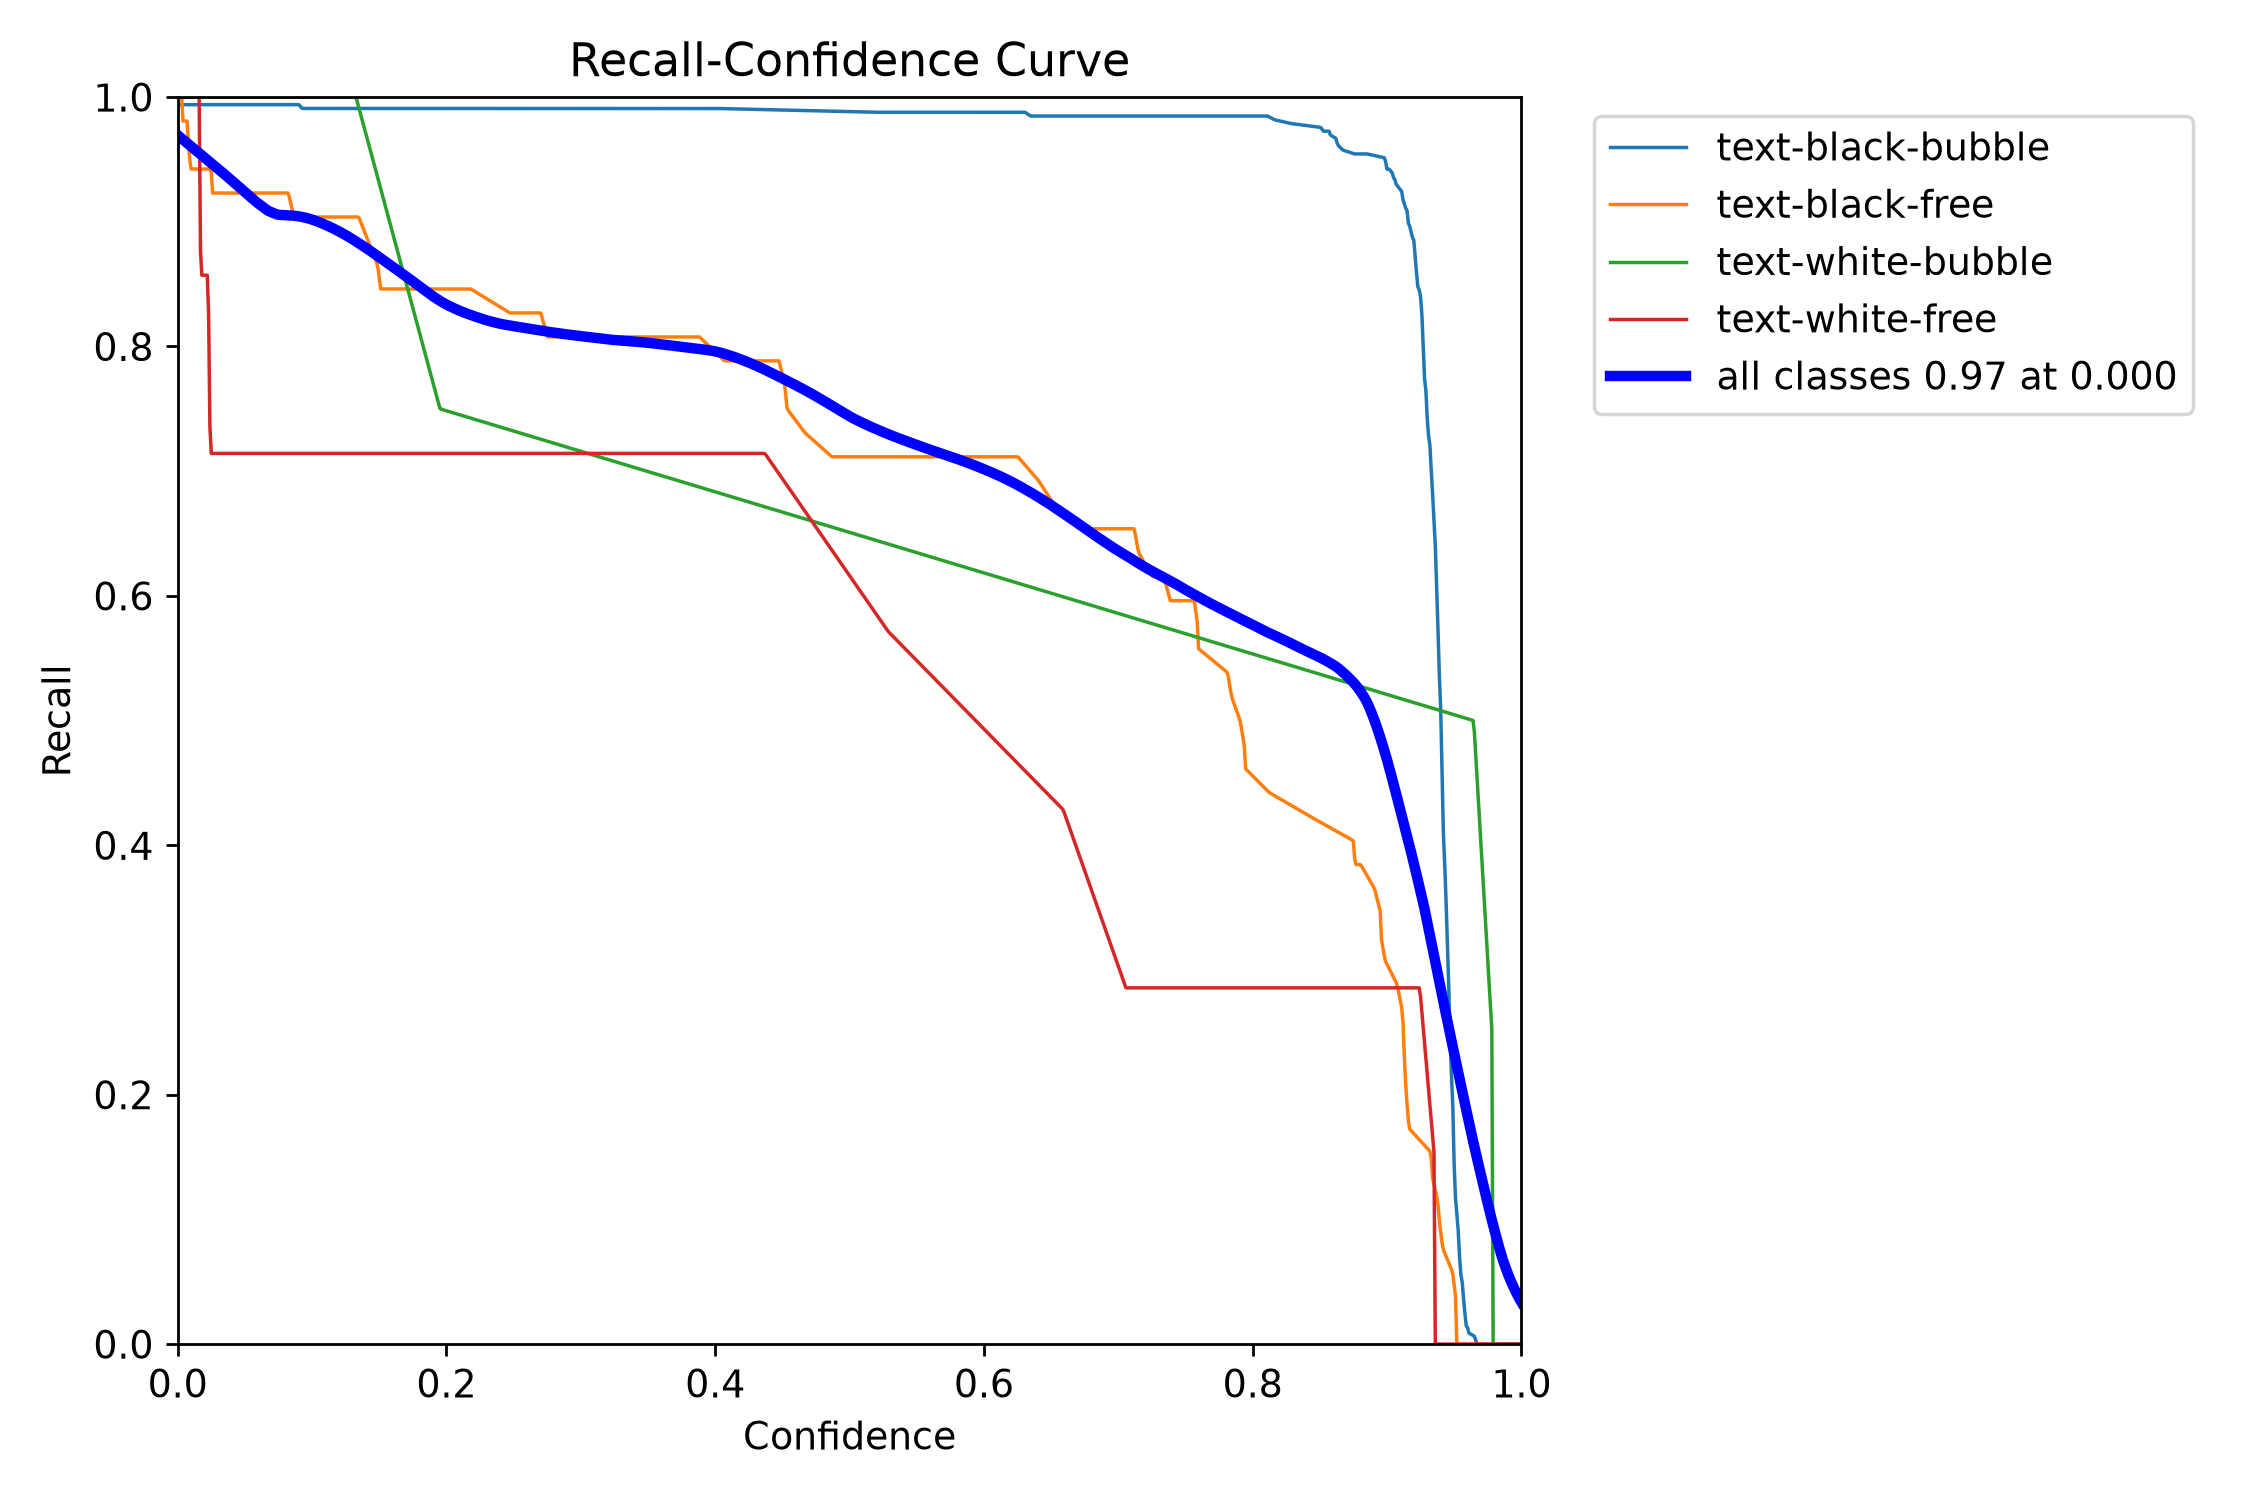 Recall-Confidence Curve
1.0
0.8
0.6
0.4
0.2
0.0
Recall
0.0 0.2 0.4 0.6 0.8 1.0
Confidence
text-black-bubble
text-black-free
text-white-bubble
text-white-free
all classes 0.97 at 0.000